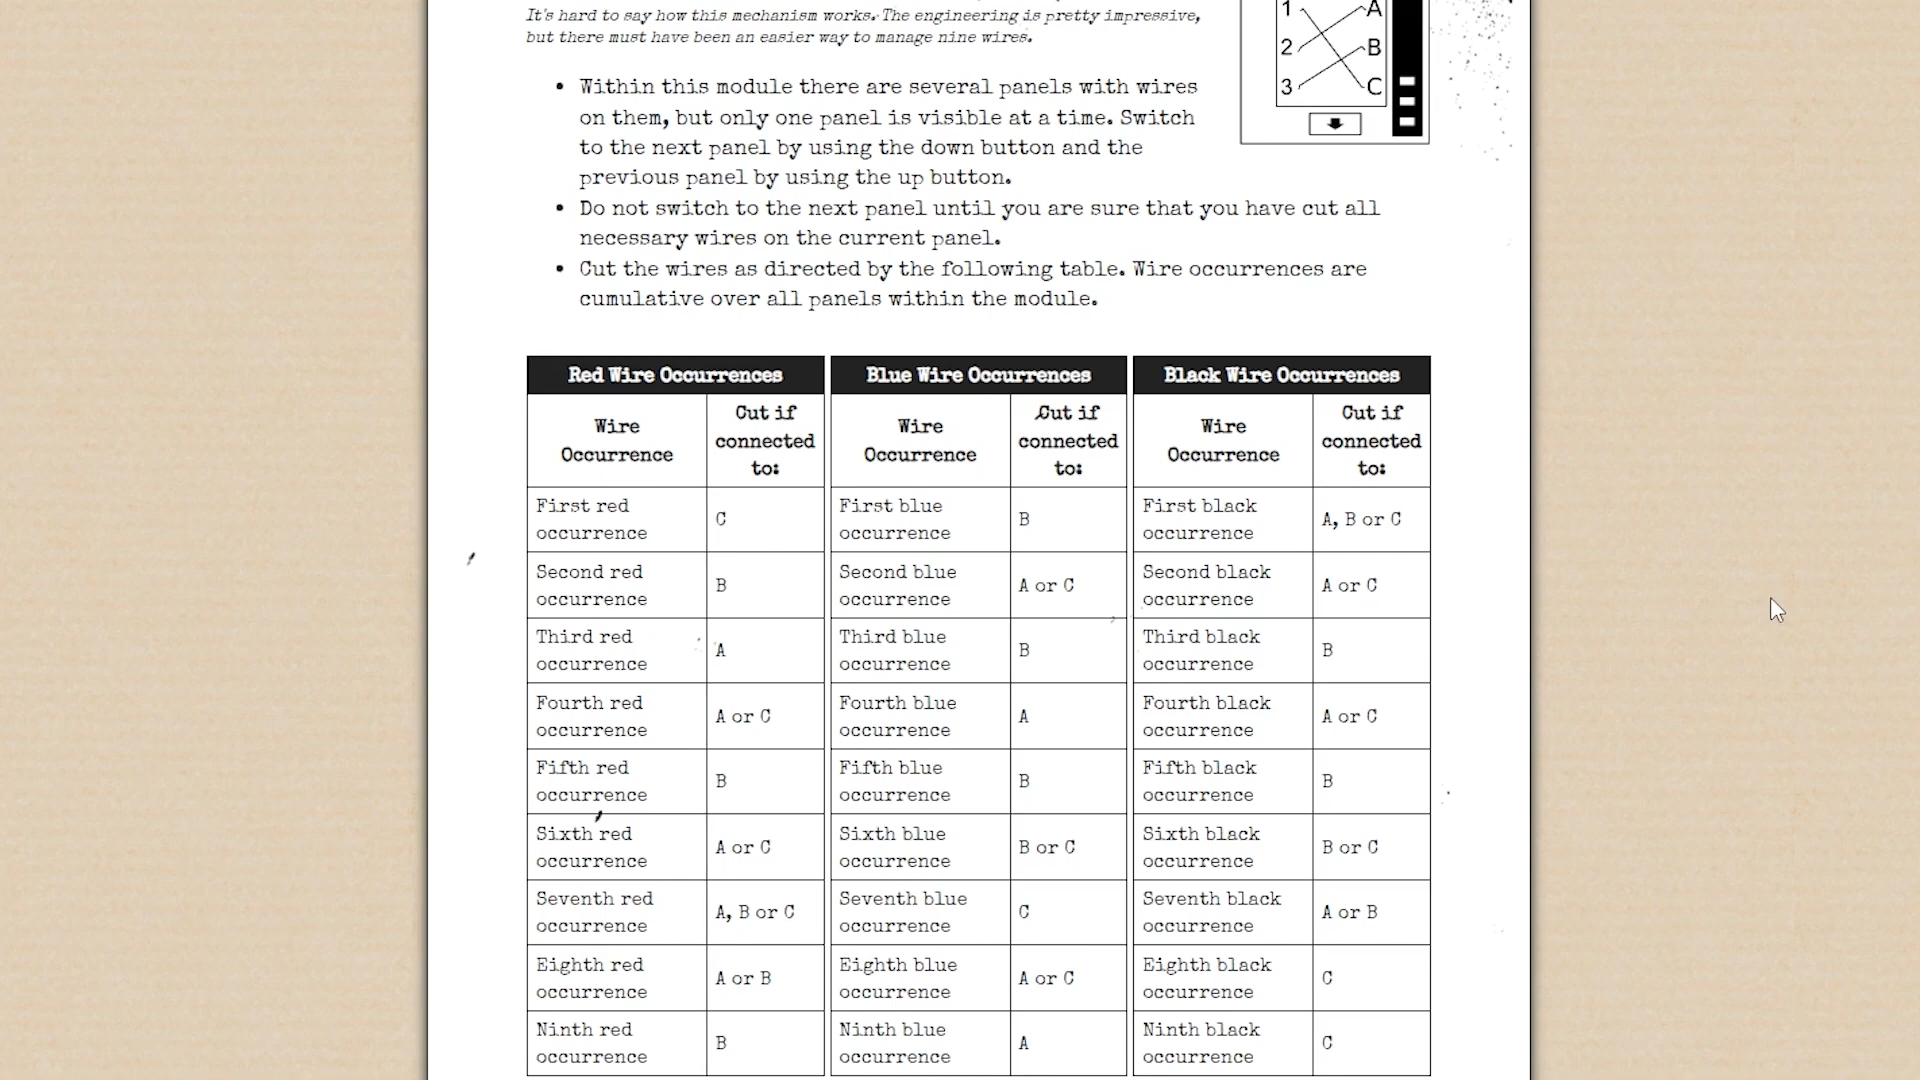 It's hard to say how this mechanism works. The engineering is pretty impressive,
but there must have been an easier way to manage nine wires.
1 A
2 B
3 C
• Within this module there are several panels with wires
on them, but only one panel is visible at a time. Switch
to the next panel by using the down button and the
previous panel by using the up button.
• Do not switch to the next panel until you are sure that you have cut all
necessary wires on the current panel.
• Cut the wires as directed by the following table. Wire occurrences are
cumulative over all panels within the module.
Red Wire Occurrences
Wire
Occurrence
Cut if
connected
to:
First red
occurrence
C
Second red
occurrence
B
Third red
occurrence
A
Fourth red
occurrence
A or C
Fifth red
occurrence
B
Sixth red
occurrence
A or C
Seventh red
occurrence
A, B or C
Eighth red
occurrence
A or B
Ninth red
occurrence
B
Blue Wire Occurrences
Wire
Occurrence
Cut if
connected
to:
First blue
occurrence
B
Second blue
occurrence
A or C
Third blue
occurrence
B
Fourth blue
occurrence
A
Fifth blue
occurrence
B
Sixth blue
occurrence
B or C
Seventh blue
occurrence
C
Eighth blue
occurrence
A or C
Ninth blue
occurrence
A
Black Wire Occurrences
Wire
Occurrence
Cut if
connected
to:
First black
occurrence
A, B or C
Second black
occurrence
A or C
Third black
occurrence
B
Fourth black
occurrence
A or C
Fifth black
occurrence
B
Sixth black
occurrence
B or C
Seventh black
occurrence
A or B
Eighth black
occurrence
C
Ninth black
occurrence
C